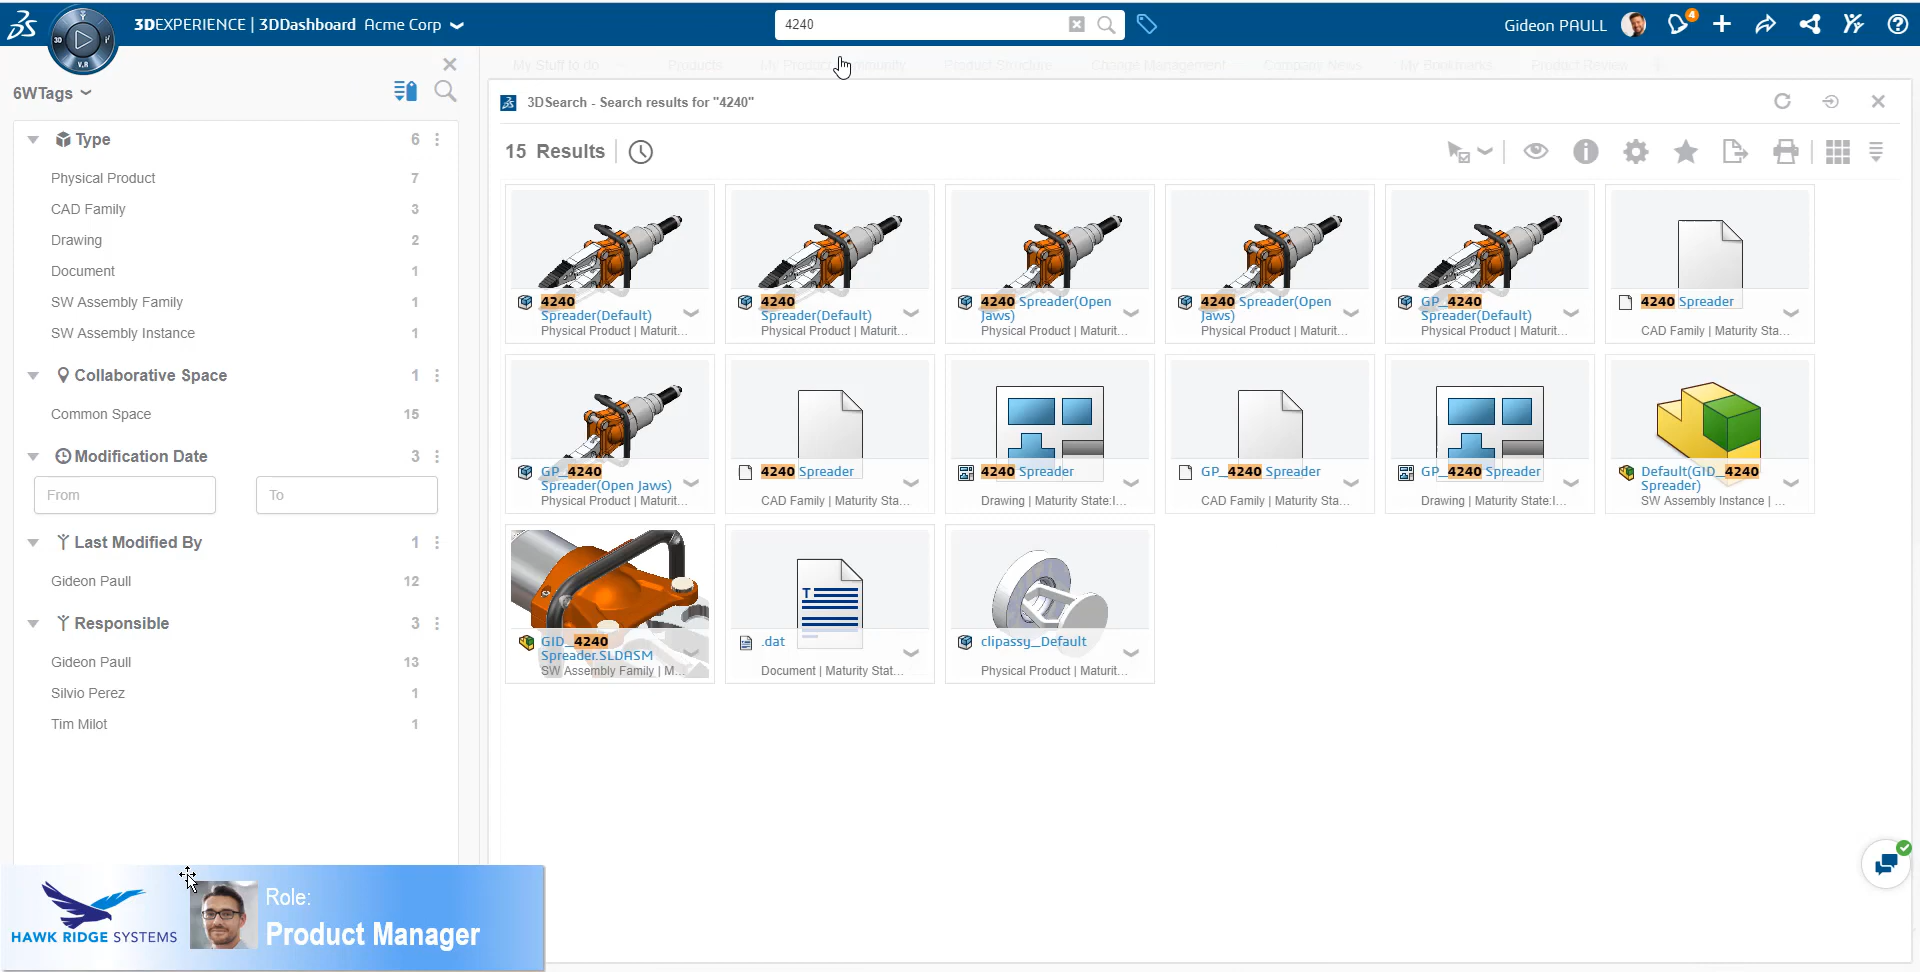 3DEXPERIENCE | 3DDashboard Acme Corp
4240
Gideon PAULL
4
3D
V.R
My Stuff to do
Products
My Product Community
Product Structure
Change Management
Company News
My Bookmarks
Product Review
6WTags
Type 6
Physical Product 7
CAD Family 3
Drawing 2
Document 1
SW Assembly Family 1
SW Assembly Instance 1
Collaborative Space 1
Common Space 15
Modification Date 3
From
To
Last Modified By 1
Gideon Paull 12
Responsible 3
Gideon Paull 13
Silvio Perez 1
Tim Milot 1
3DSearch - Search results for "4240"
15 Results
4240
Spreader(Default)
Physical Product | Maturit...
4240
Spreader(Default)
Physical Product | Maturit...
4240 Spreader(Open
Jaws)
Physical Product | Maturit...
4240 Spreader(Open
Jaws)
Physical Product | Maturit...
GP_4240
Spreader(Default)
Physical Product | Maturit...
4240 Spreader
CAD Family | Maturity Sta...
GP_4240
Spreader(Open Jaws)
Physical Product | Maturit...
4240 Spreader
CAD Family | Maturity Sta...
4240 Spreader
Drawing | Maturity State:I...
GP_4240 Spreader
CAD Family | Maturity Sta...
GP_4240 Spreader
Drawing | Maturity State:I...
Default(GID_4240
Spreader)
SW Assembly Instance | ...
GID_4240
Spreader.SLDASM
SW Assembly Family | M...
.dat
Document | Maturity Stat...
clipassy_Default
Physical Product | Maturit...
HAWK RIDGE SYSTEMS
Role:
Product Manager